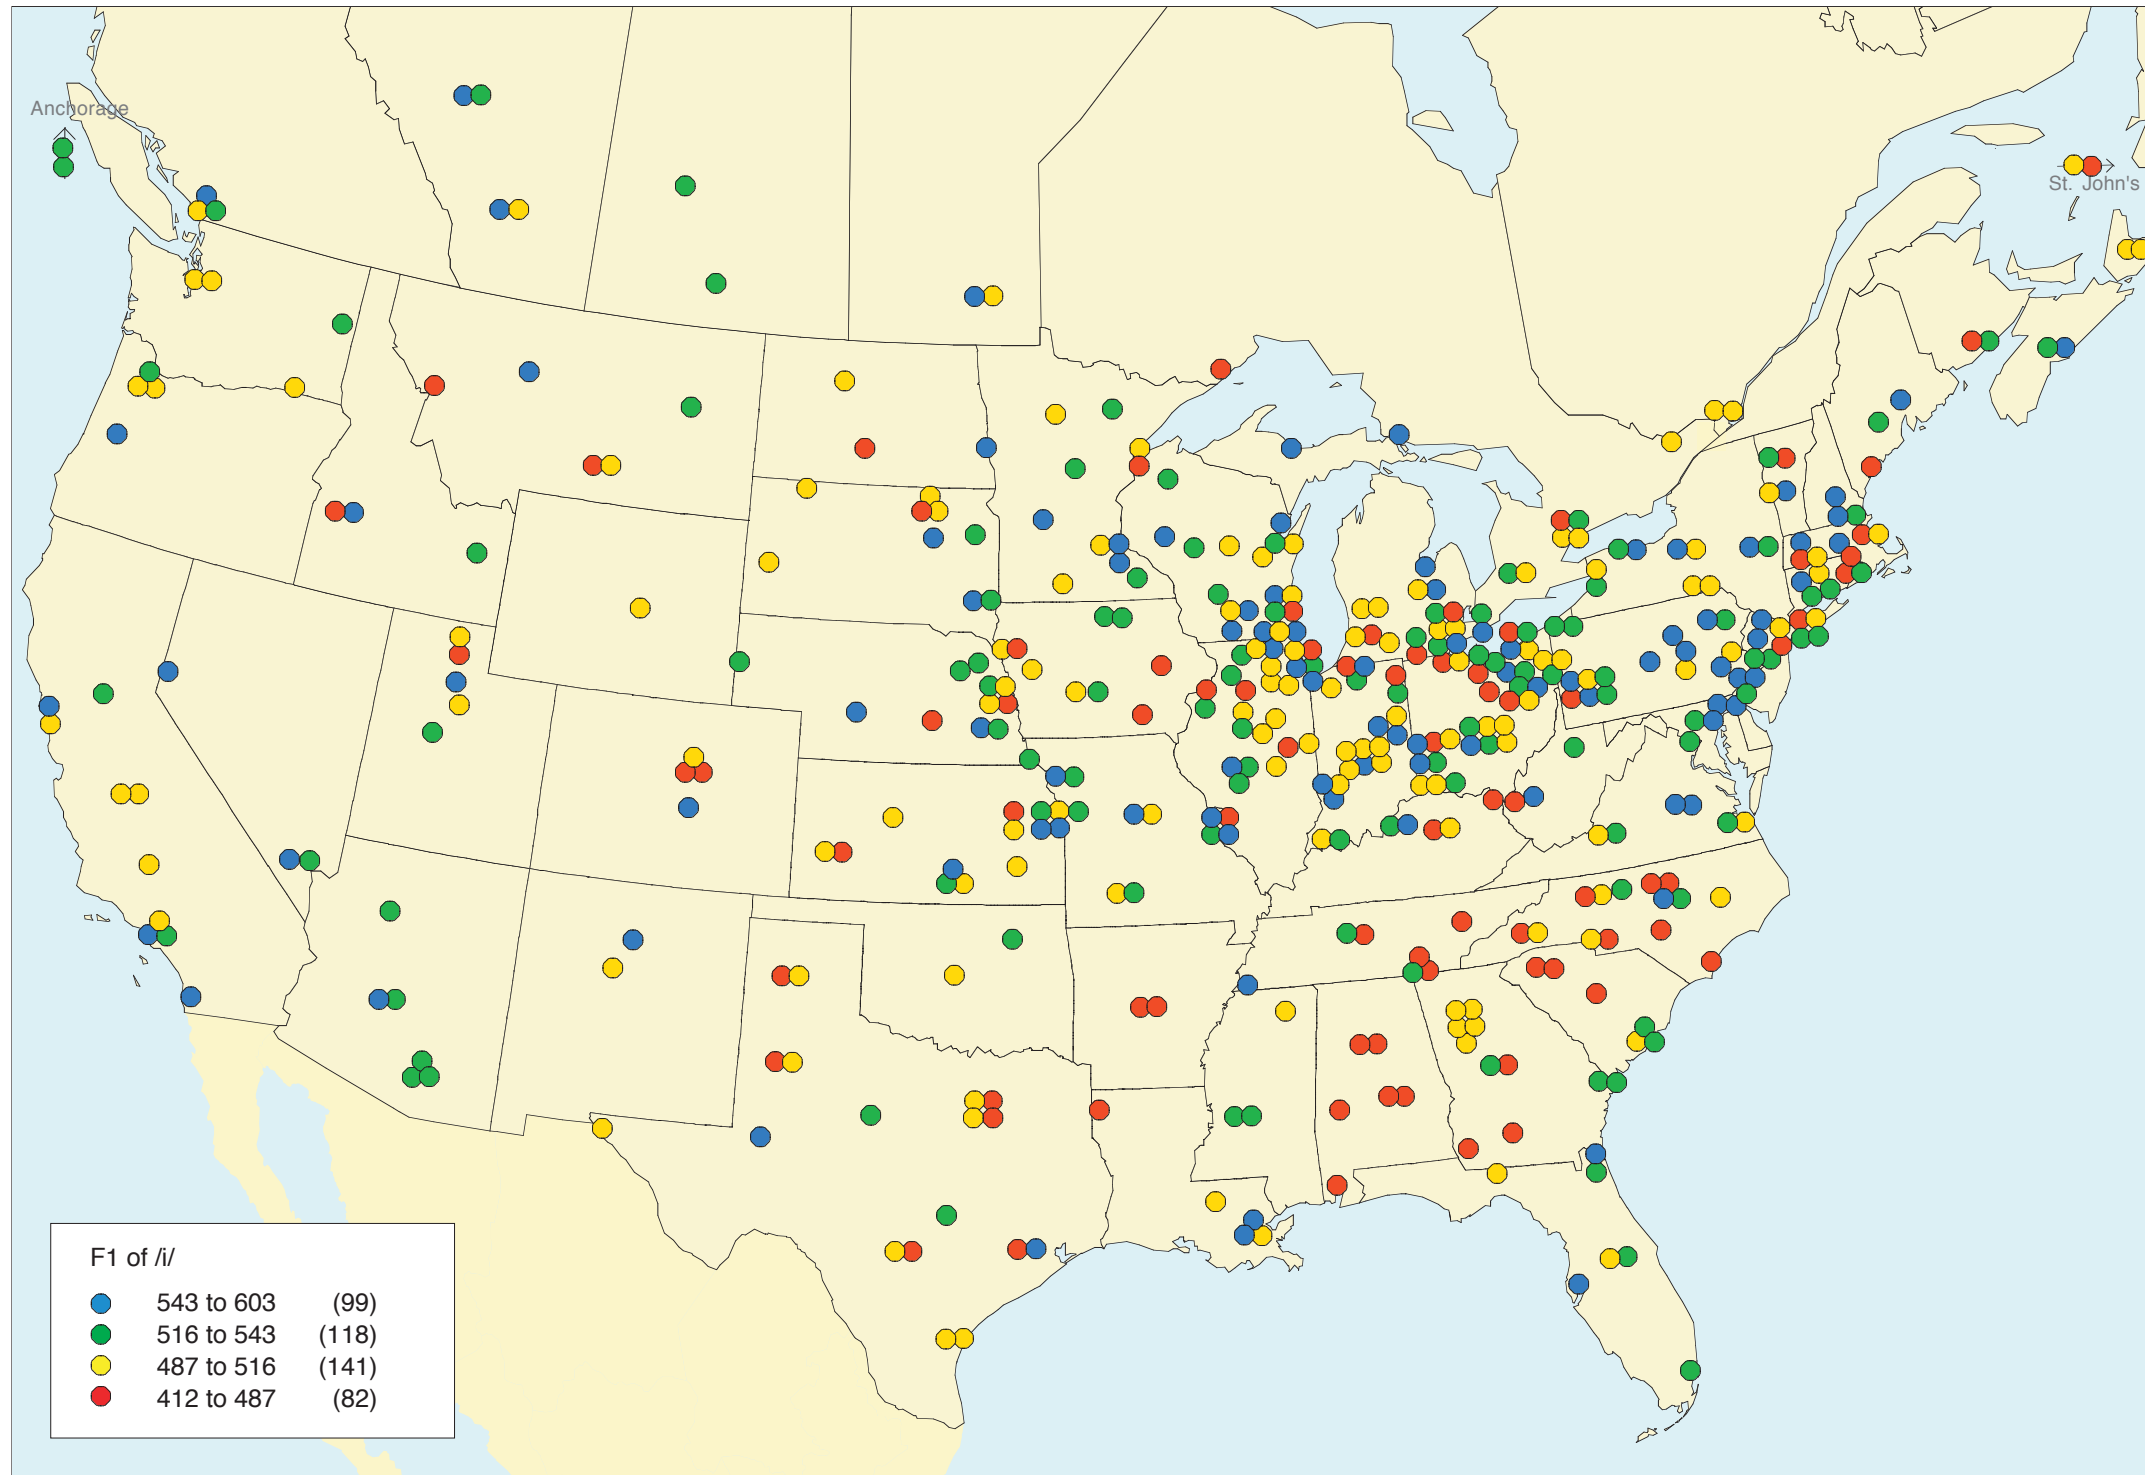 Anchorage
St. John's
F1 of /i/
543 to 603 (99)
516 to 543 (118)
487 to 516 (141)
412 to 487 (82)